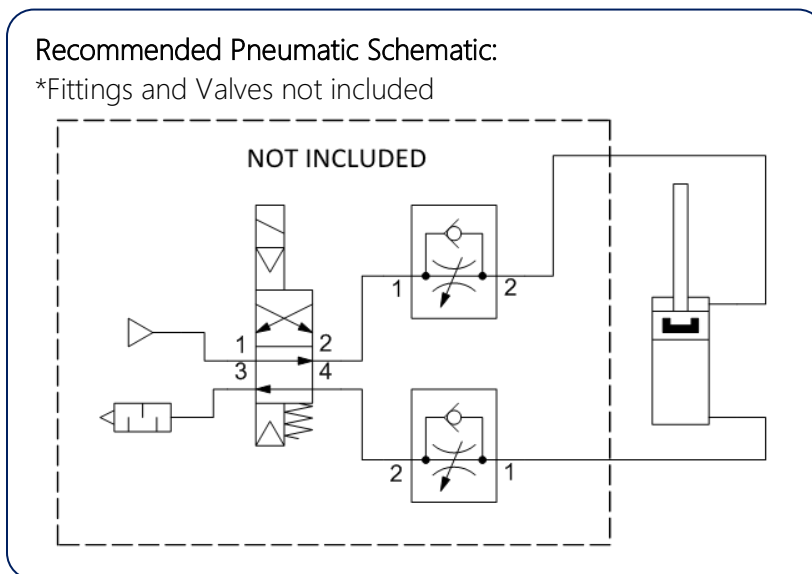 Recommended Pneumatic Schematic:
*Fittings and Valves not included
NOT INCLUDED
1 2
1 2
3 4
2 1